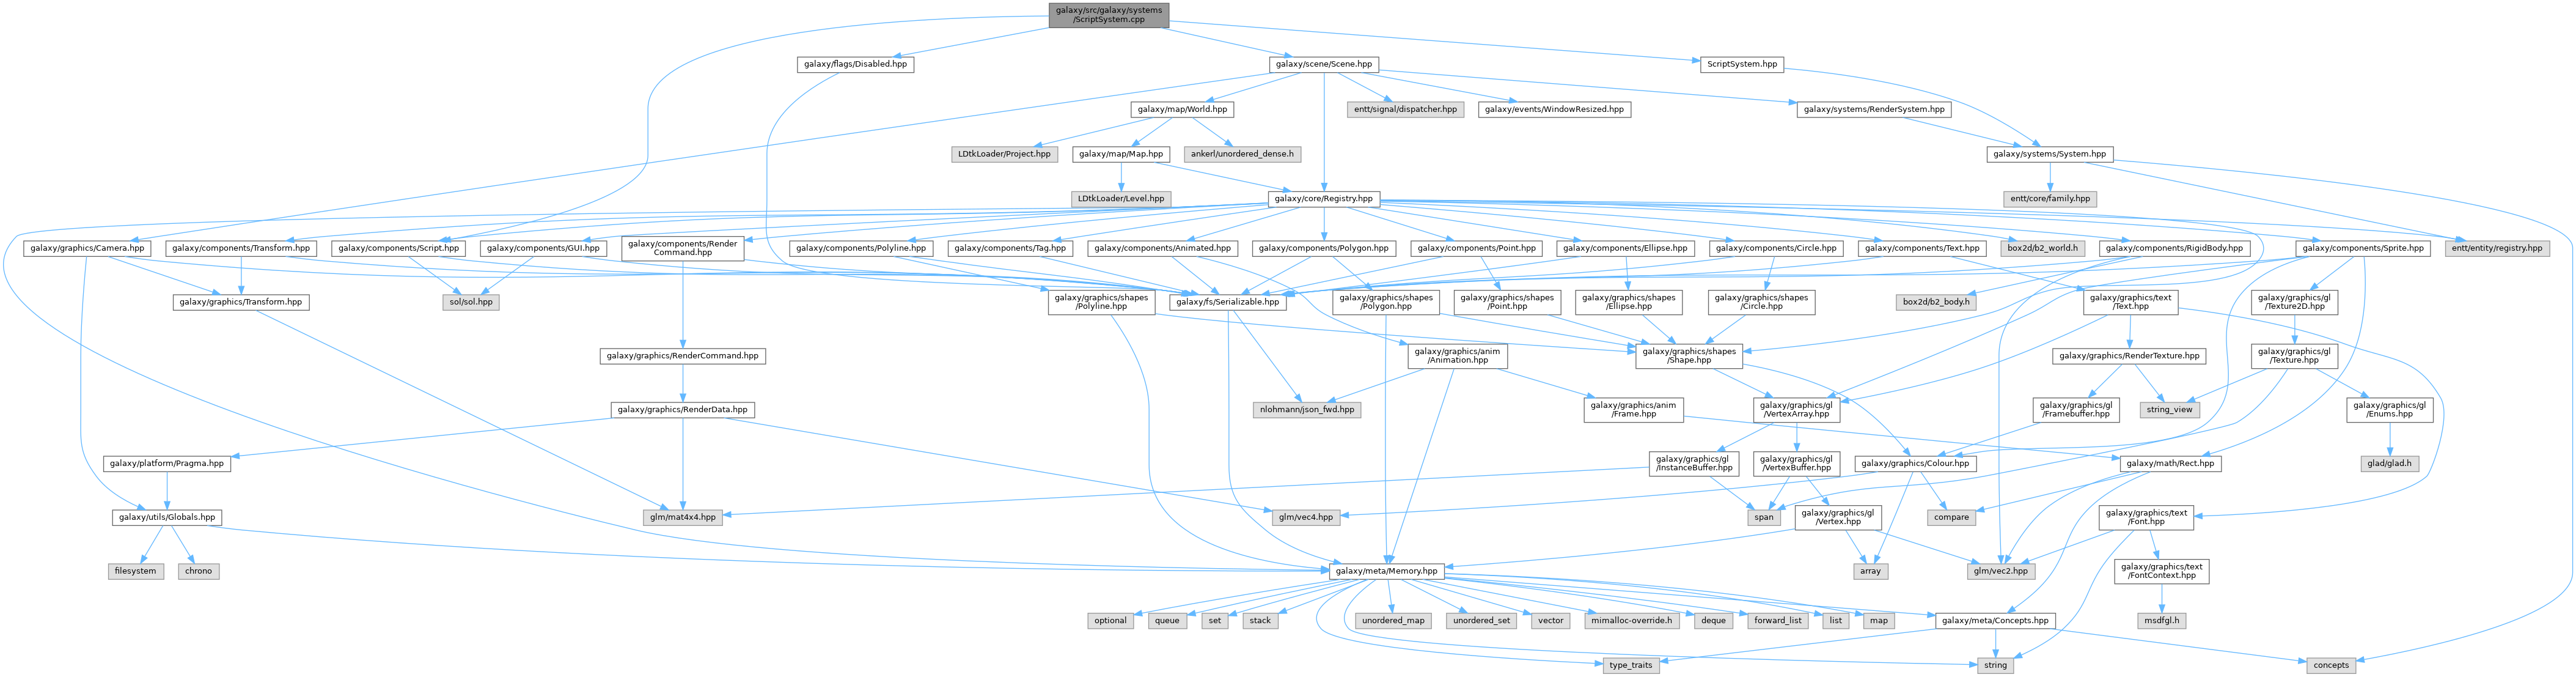 galaxy/src/galaxy/systems
/ScriptSystem.cpp
galaxy/flags/Disabled.hpp
galaxy/scene/Scene.hpp
ScriptSystem.hpp
galaxy/map/World.hpp
entt/signal/dispatcher.hpp
galaxy/events/WindowResized.hpp
galaxy/systems/RenderSystem.hpp
LDtkLoader/Project.hpp
galaxy/map/Map.hpp
ankerl/unordered_dense.h
galaxy/systems/System.hpp
LDtkLoader/Level.hpp
galaxy/core/Registry.hpp
entt/core/family.hpp
galaxy/graphics/Camera.hpp
galaxy/components/Transform.hpp
galaxy/components/Script.hpp
galaxy/components/GUI.hpp
galaxy/components/Render
Command.hpp
galaxy/components/Polyline.hpp
galaxy/components/Tag.hpp
galaxy/components/Animated.hpp
galaxy/components/Polygon.hpp
galaxy/components/Point.hpp
galaxy/components/Ellipse.hpp
galaxy/components/Circle.hpp
galaxy/components/Text.hpp
box2d/b2_world.h
galaxy/components/RigidBody.hpp
galaxy/components/Sprite.hpp
entt/entity/registry.hpp
galaxy/graphics/Transform.hpp
sol/sol.hpp
galaxy/graphics/shapes
/Polyline.hpp
galaxy/fs/Serializable.hpp
galaxy/graphics/shapes
/Polygon.hpp
galaxy/graphics/shapes
/Point.hpp
galaxy/graphics/shapes
/Ellipse.hpp
galaxy/graphics/shapes
/Circle.hpp
box2d/b2_body.h
galaxy/graphics/text
/Text.hpp
galaxy/graphics/gl
/Texture2D.hpp
galaxy/graphics/RenderCommand.hpp
galaxy/graphics/anim
/Animation.hpp
galaxy/graphics/shapes
/Shape.hpp
galaxy/graphics/RenderTexture.hpp
galaxy/graphics/gl
/Texture.hpp
galaxy/graphics/RenderData.hpp
nlohmann/json_fwd.hpp
galaxy/graphics/anim
/Frame.hpp
galaxy/graphics/gl
/VertexArray.hpp
galaxy/graphics/gl
/Framebuffer.hpp
string_view
galaxy/graphics/gl
/Enums.hpp
galaxy/platform/Pragma.hpp
galaxy/graphics/gl
/InstanceBuffer.hpp
galaxy/graphics/gl
/VertexBuffer.hpp
galaxy/graphics/Colour.hpp
galaxy/math/Rect.hpp
glad/glad.h
galaxy/utils/Globals.hpp
glm/mat4x4.hpp
glm/vec4.hpp
span
galaxy/graphics/gl
/Vertex.hpp
compare
galaxy/graphics/text
/Font.hpp
filesystem
chrono
galaxy/meta/Memory.hpp
array
glm/vec2.hpp
galaxy/graphics/text
/FontContext.hpp
optional
queue
set
stack
unordered_map
unordered_set
vector
mimalloc-override.h
deque
forward_list
list
map
galaxy/meta/Concepts.hpp
msdfgl.h
type_traits
string
concepts